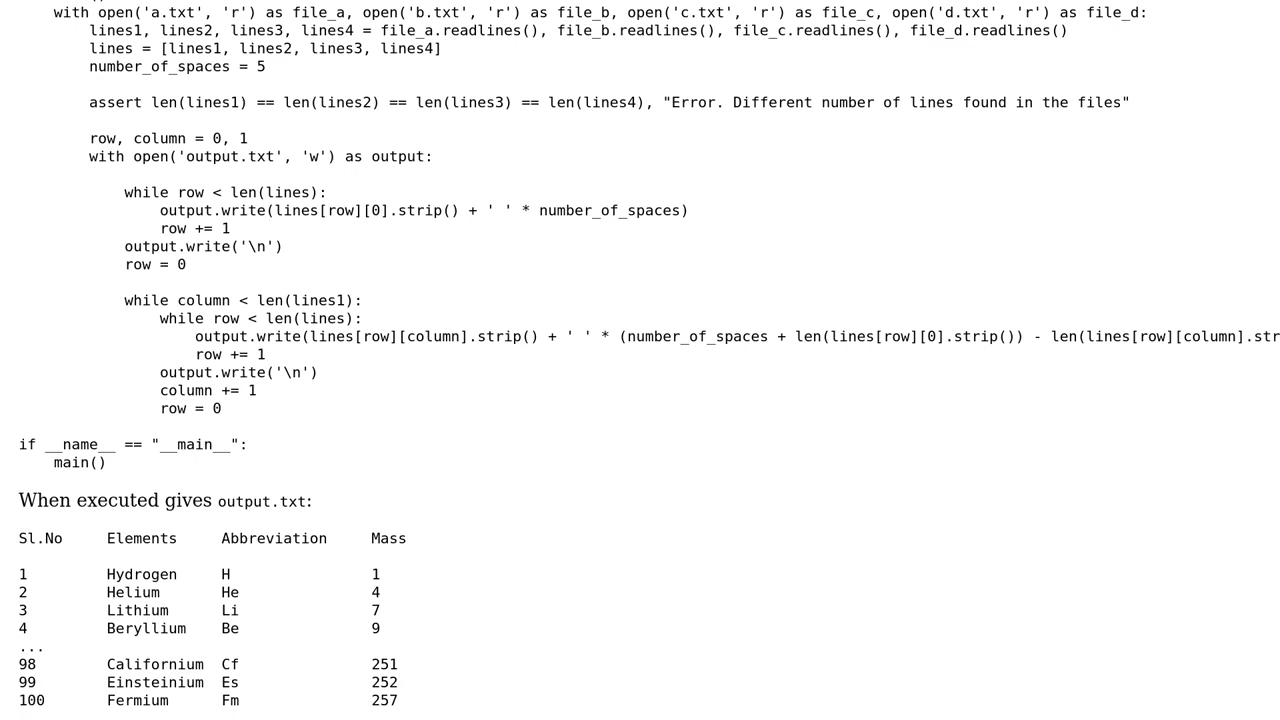 with open('a.txt', 'r') as file_a, open('b.txt', 'r') as file_b, open('c.txt', 'r') as file_c, open('d.txt', 'r') as file_d:
lines1, lines2, lines3, lines4 = file_a.readlines(), file_b.readlines(), file_c.readlines(), file_d.readlines()
lines = [lines1, lines2, lines3, lines4]
number_of_spaces = 5
assert len(lines1) == len(lines2) == len(lines3) == len(lines4), "Error. Different number of lines found in the files"
row, column = 0, 1
with open('output.txt', 'w') as output:
while row < len(lines):
output.write(lines[row][0].strip() + ' ' * number_of_spaces)
row += 1
output.write('\n')
row = 0
while column < len(lines1):
while row < len(lines):
output.write(lines[row][column].strip() + ' ' * (number_of_spaces + len(lines[row][0].strip()) - len(lines[row][column].str
row += 1
output.write('\n')
column += 1
row = 0
if __name__ == "__main__":
main()
When executed gives output.txt:
Sl.No Elements Abbreviation Mass
1 Hydrogen H 1
2 Helium He 4
3 Lithium Li 7
4 Beryllium Be 9
...
98 Californium Cf 251
99 Einsteinium Es 252
100 Fermium Fm 257